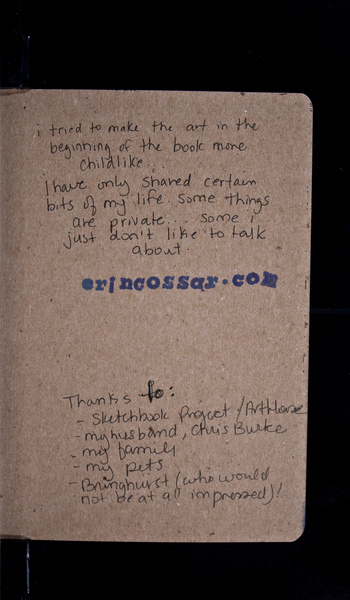 i tried to make the art in the
beginning of the book more
childlike...
I have only shared certain
bits of my life. Some things
are private... some i
just don't like to talk
about.
erincossar.com
Thanks to:
- Sketchbook Project / Arthouse
- my husband, Chris Burke
- my family
- my pets
- Bringhurst (who would
not be at all impressed)!